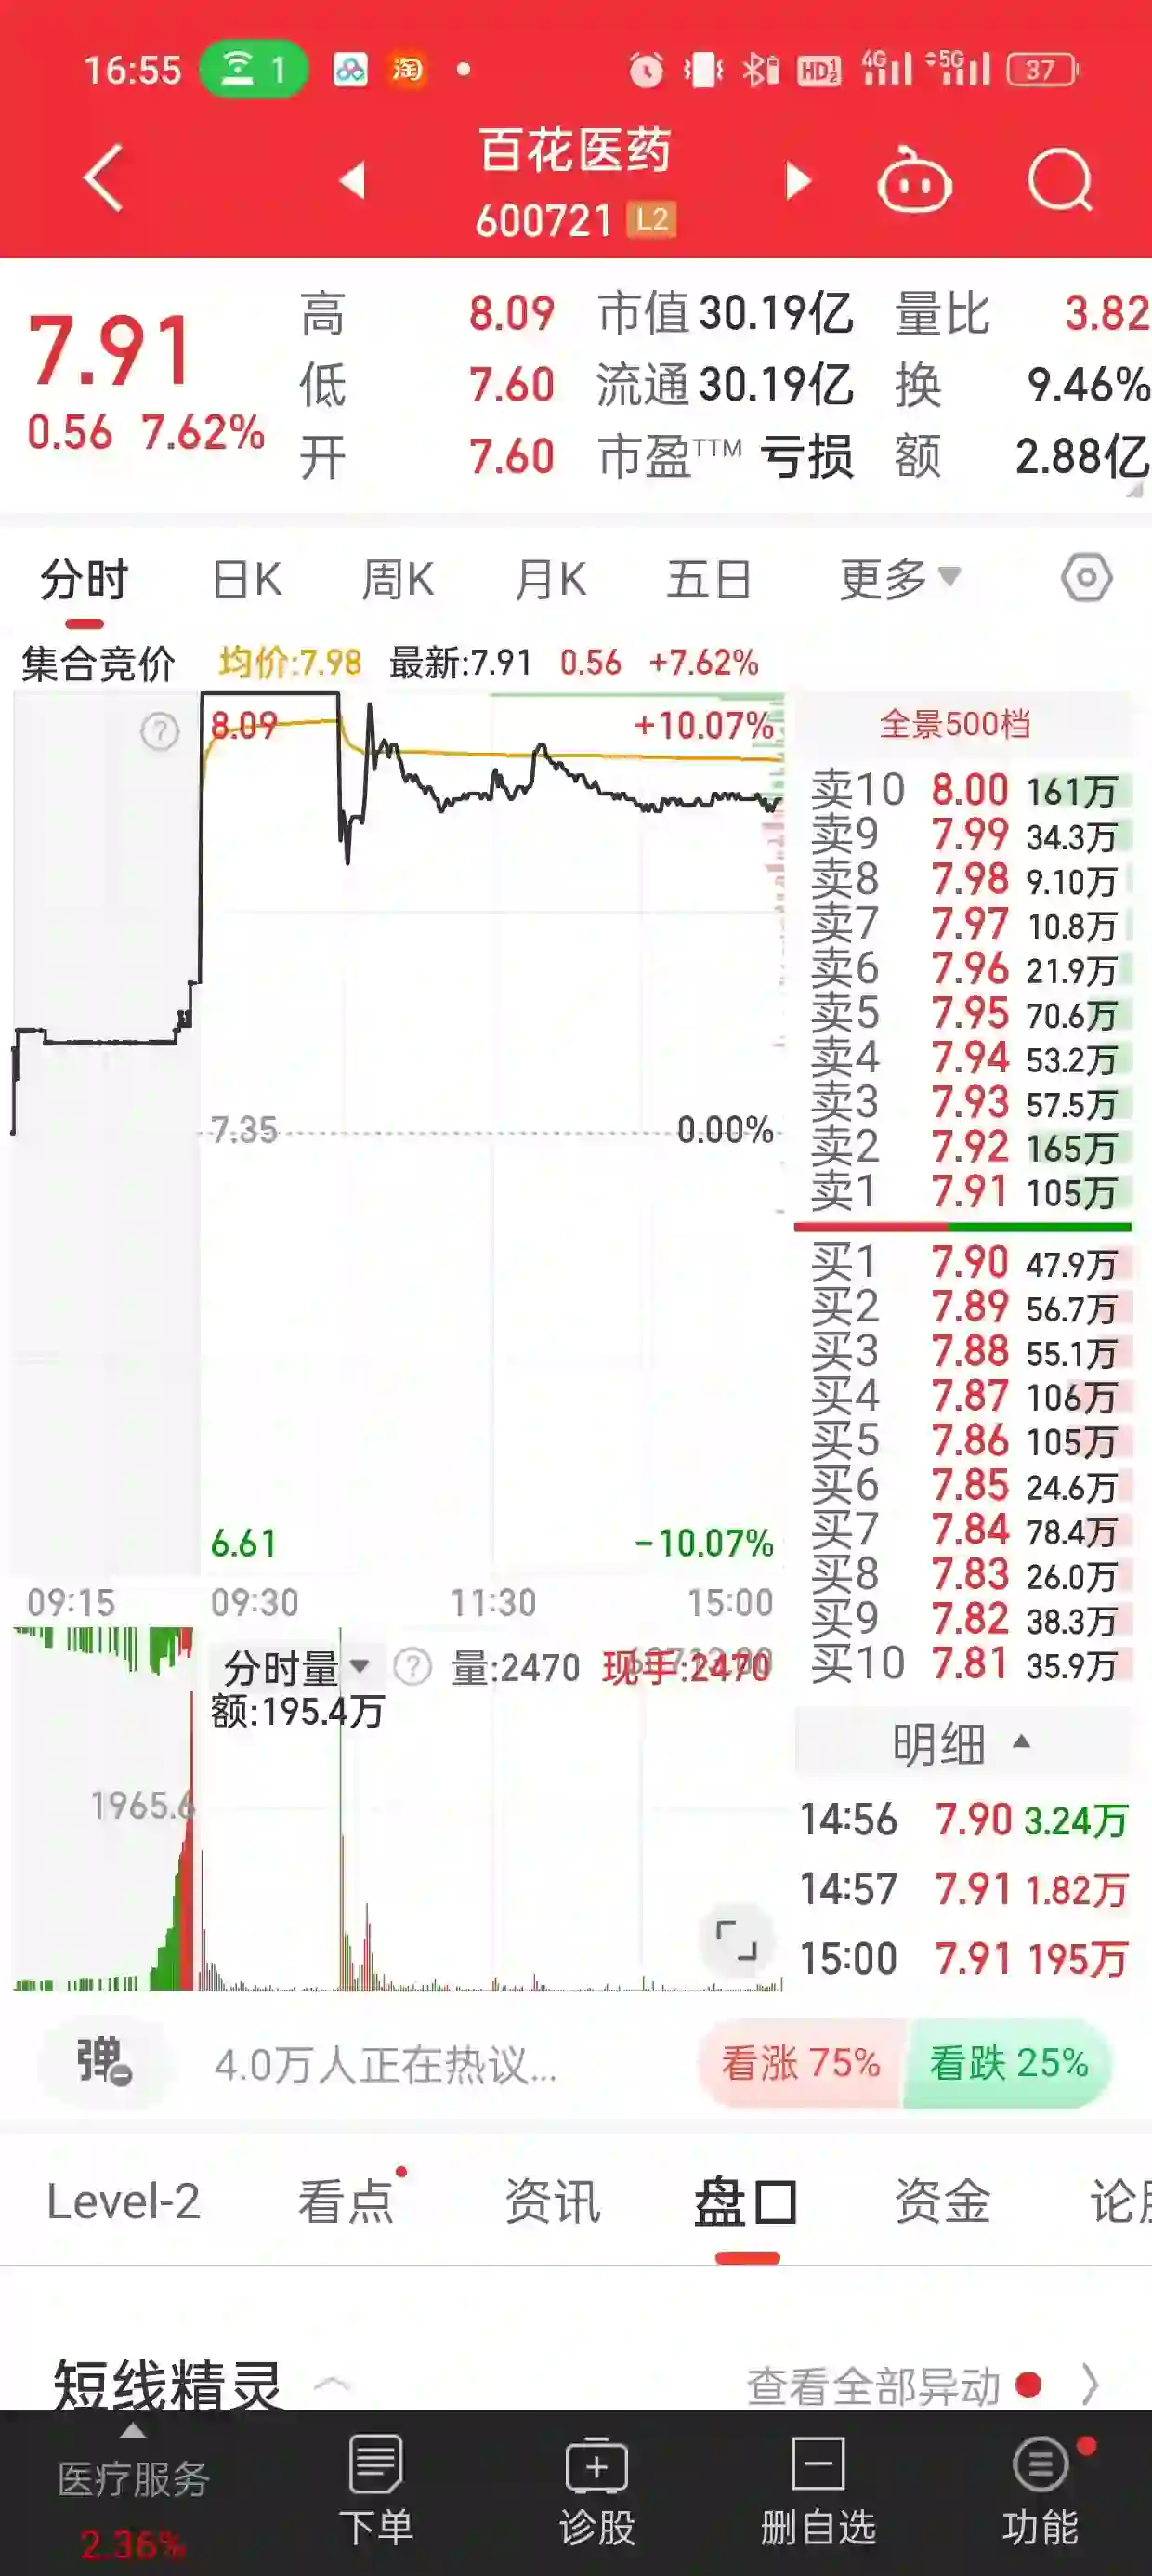 16:55 1 淘 HD1 4G 5G 37
百花医药
600721 L2
7.91
0.56 7.62%
高 8.09 市值 30.19亿 量比 3.82
低 7.60 流通 30.19亿 换 9.46%
开 7.60 市盈TTM 亏损 额 2.88亿
分时 日K 周K 月K 五日 更多
集合竞价 均价:7.98 最新:7.91 0.56 +7.62%
8.09 +10.07%
7.35 0.00%
6.61 -10.07%
09:15 09:30 11:30 15:00
分时量 量:2470 现手:2470
额:195.4万
1965.6
全景500档
卖10 8.00 161万
卖9 7.99 34.3万
卖8 7.98 9.10万
卖7 7.97 10.8万
卖6 7.96 21.9万
卖5 7.95 70.6万
卖4 7.94 53.2万
卖3 7.93 57.5万
卖2 7.92 165万
卖1 7.91 105万
买1 7.90 47.9万
买2 7.89 56.7万
买3 7.88 55.1万
买4 7.87 106万
买5 7.86 105万
买6 7.85 24.6万
买7 7.84 78.4万
买8 7.83 26.0万
买9 7.82 38.3万
买10 7.81 35.9万
明细
14:56 7.90 3.24万
14:57 7.91 1.82万
15:00 7.91 195万
弹 4.0万人正在热议... 看涨 75% 看跌 25%
Level-2 看点 资讯 盘口 资金 论
短线精灵 查看全部异动
医疗服务
2.36%
下单 诊股 删自选 功能